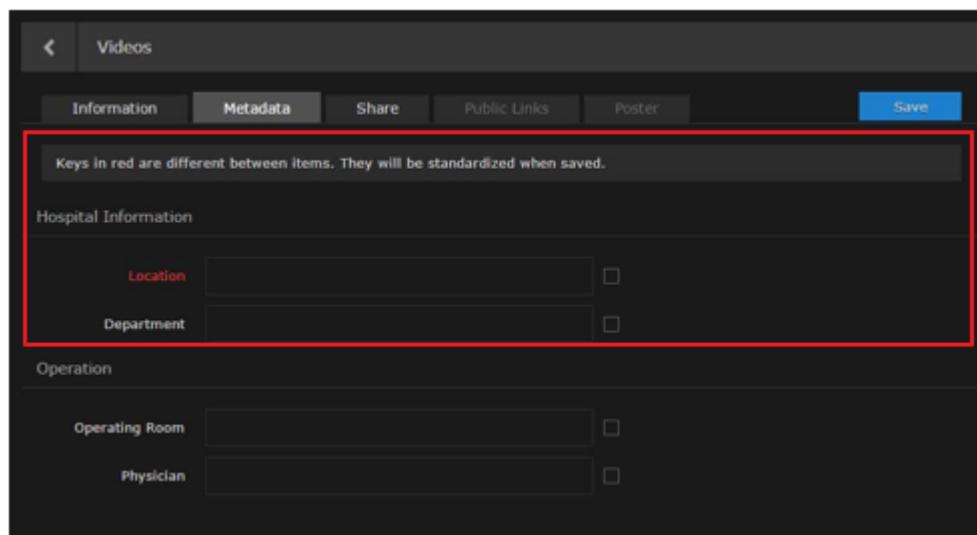 Videos
Information Metadata Share Public Links Poster Save
Keys in red are different between items. They will be standardized when saved.
Hospital Information
Location
Department
Operation
Operating Room
Physician